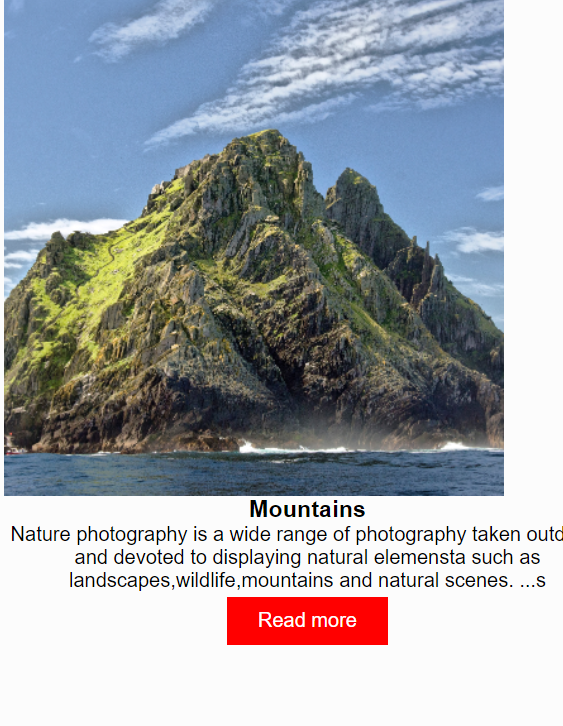 Mountains
Nature photography is a wide range of photography taken outd
and devoted to displaying natural elemensta such as
landscapes,wildlife,mountains and natural scenes. ...s
Read more